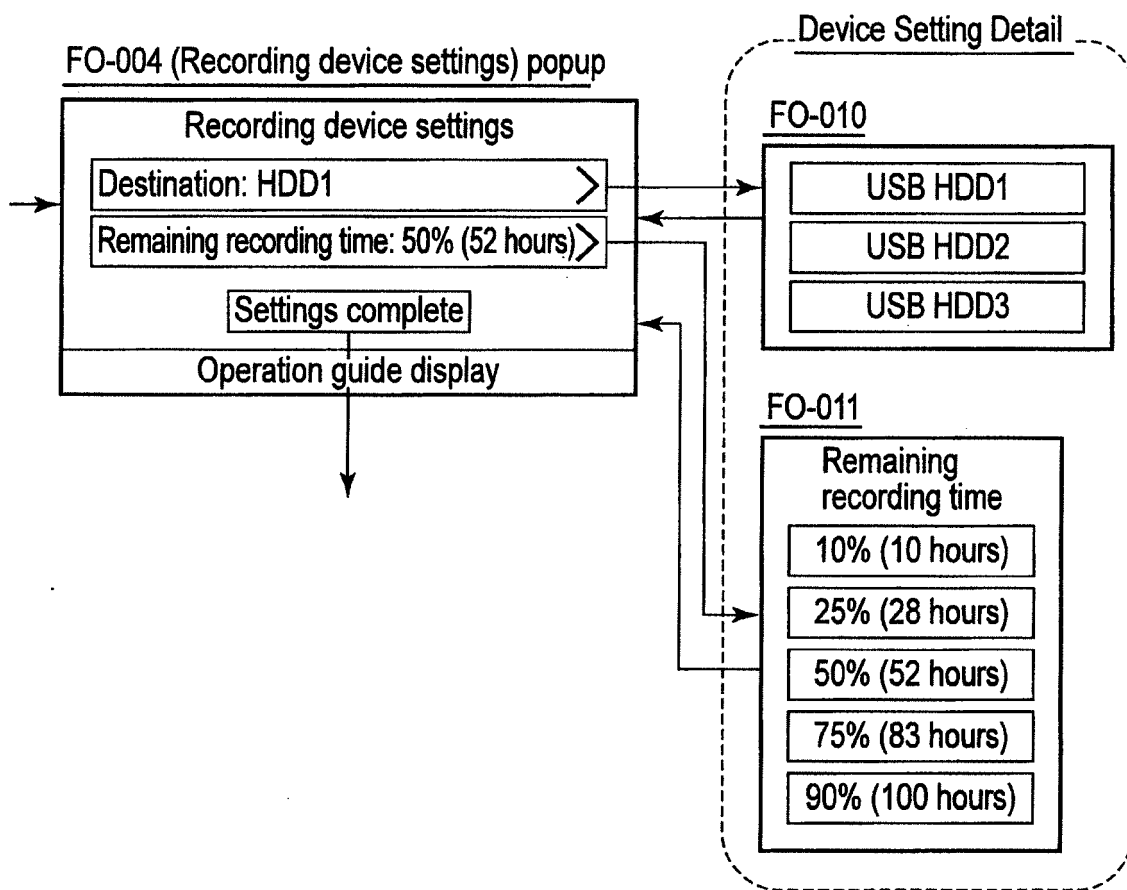 FO-004 (Recording device settings) popup
Recording device settings
Destination: HDD1
Remaining recording time: 50% (52 hours)
Settings complete
Operation guide display
Device Setting Detail
FO-010
USB HDD1
USB HDD2
USB HDD3
FO-011
Remaining
recording time
10% (10 hours)
25% (28 hours)
50% (52 hours)
75% (83 hours)
90% (100 hours)